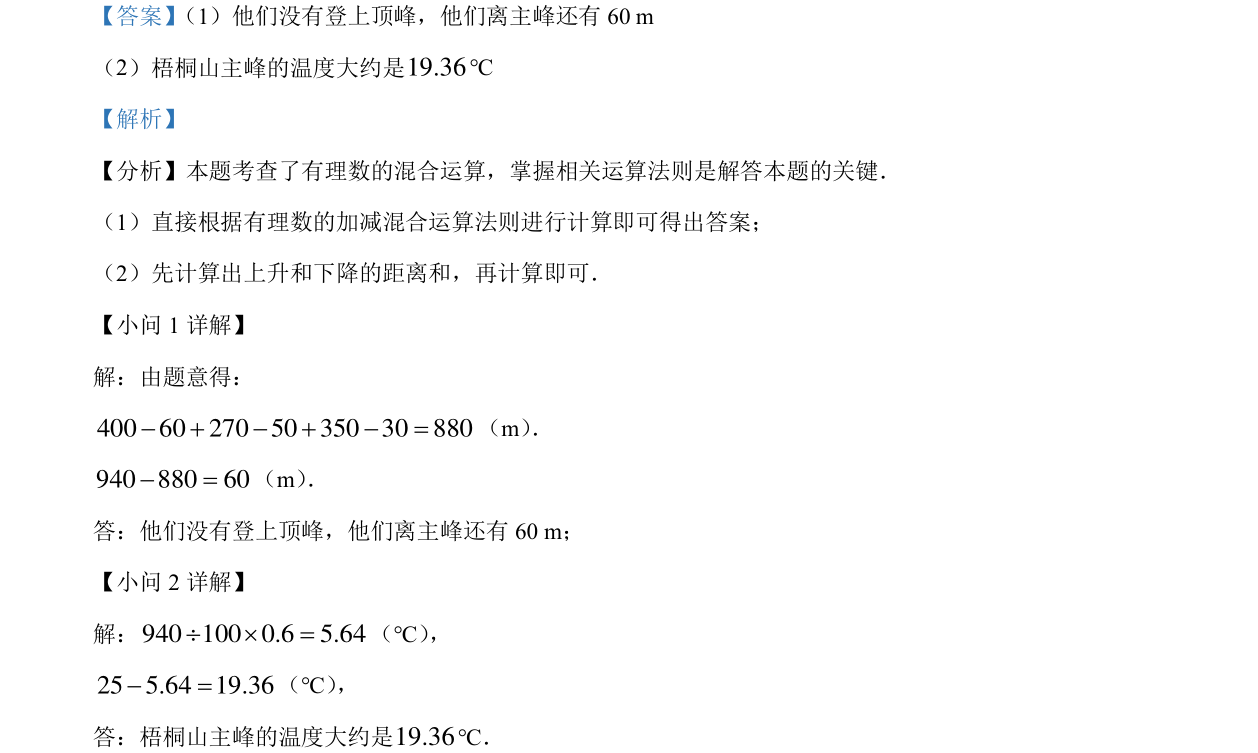 【答案】（1）他们没有登上顶峰，他们离主峰还有 60 m
（2）梧桐山主峰的温度大约是19.36℃
【解析】
【分析】本题考查了有理数的混合运算，掌握相关运算法则是解答本题的关键．
（1）直接根据有理数的加减混合运算法则进行计算即可得出答案；
（2）先计算出上升和下降的距离和，再计算即可．
【小问 1 详解】
解：由题意得：
400－60＋270－50＋350－30＝880（m）．
940－880＝60（m）．
答：他们没有登上顶峰，他们离主峰还有 60 m；
【小问 2 详解】
解：940÷100×0.6＝5.64（℃），
25－5.64＝19.36（℃），
答：梧桐山主峰的温度大约是19.36℃．